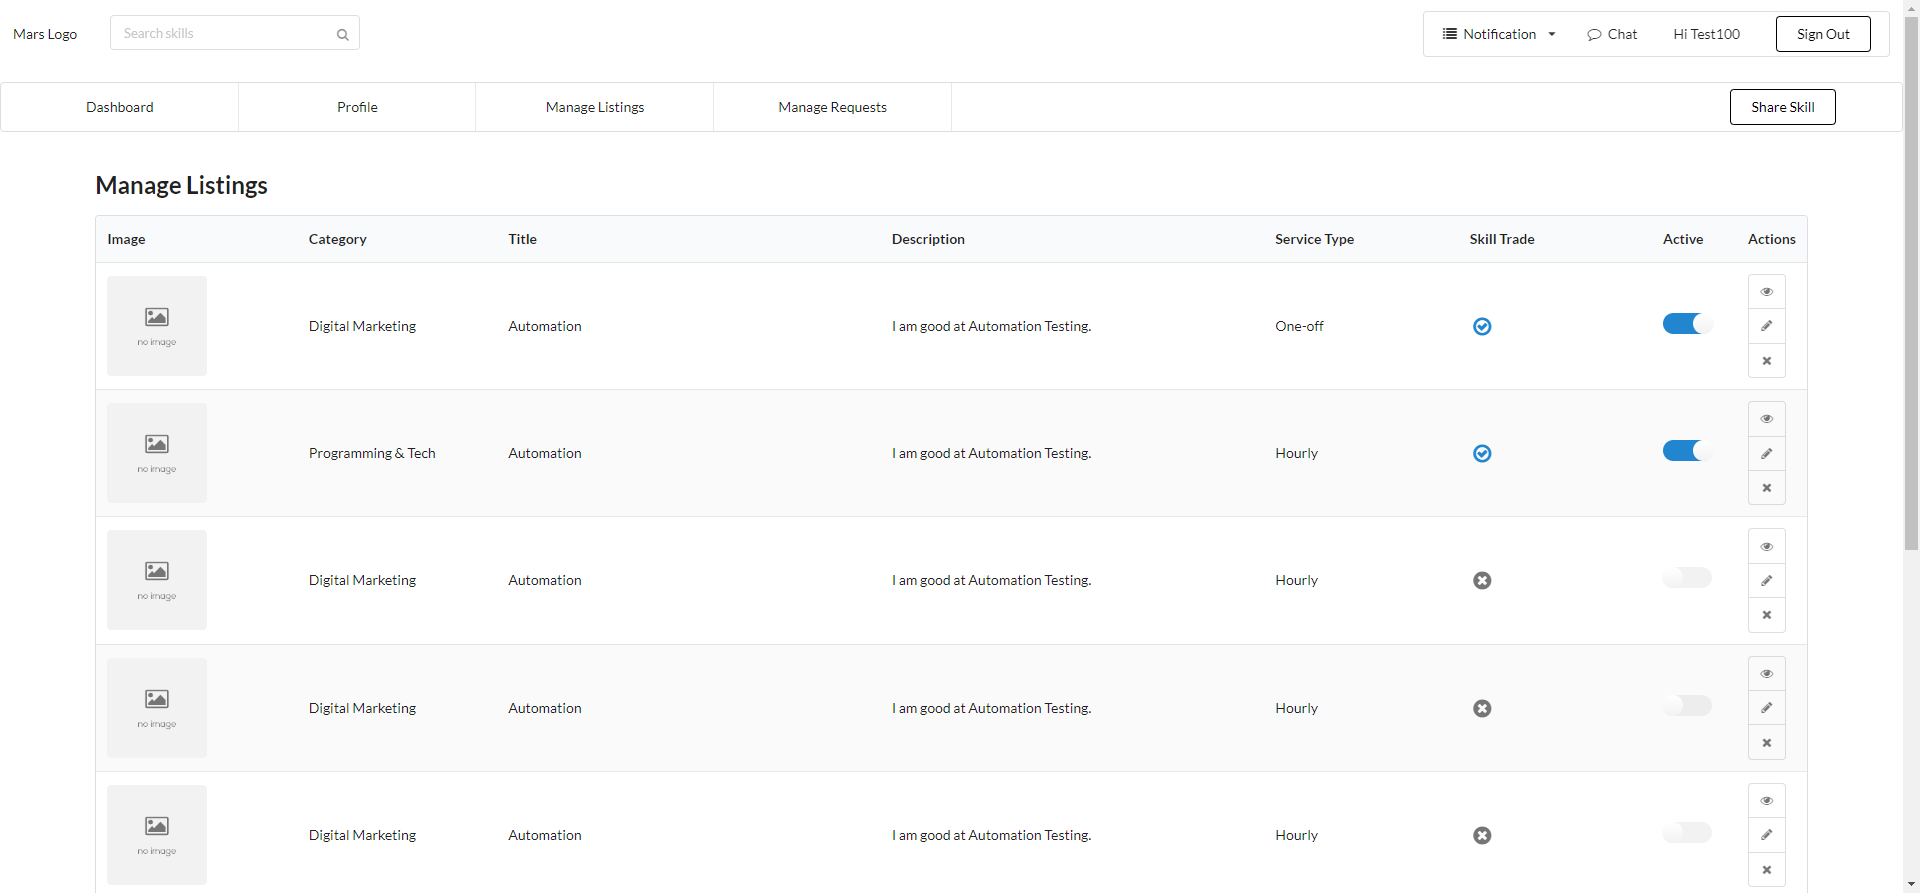 Mars Logo
Search skills
Notification
Chat
Hi Test100
Sign Out
Dashboard
Profile
Manage Listings
Manage Requests
Share Skill
Manage Listings
Image Category Title Description Service Type Skill Trade Active Actions
no image
Digital Marketing Automation I am good at Automation Testing. One-off
no image
Programming & Tech Automation I am good at Automation Testing. Hourly
no image
Digital Marketing Automation I am good at Automation Testing. Hourly
no image
Digital Marketing Automation I am good at Automation Testing. Hourly
no image
Digital Marketing Automation I am good at Automation Testing. Hourly